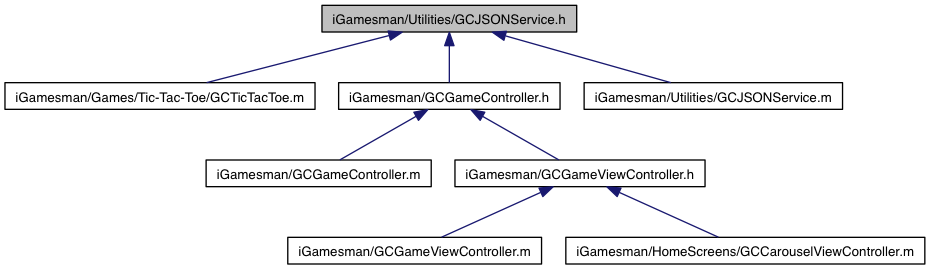 iGamesman/Utilities/GCJSONService.h
iGamesman/Games/Tic-Tac-Toe/GCTicTacToe.m
iGamesman/GCGameController.h
iGamesman/Utilities/GCJSONService.m
iGamesman/GCGameController.m
iGamesman/GCGameViewController.h
iGamesman/GCGameViewController.m
iGamesman/HomeScreens/GCCarouselViewController.m